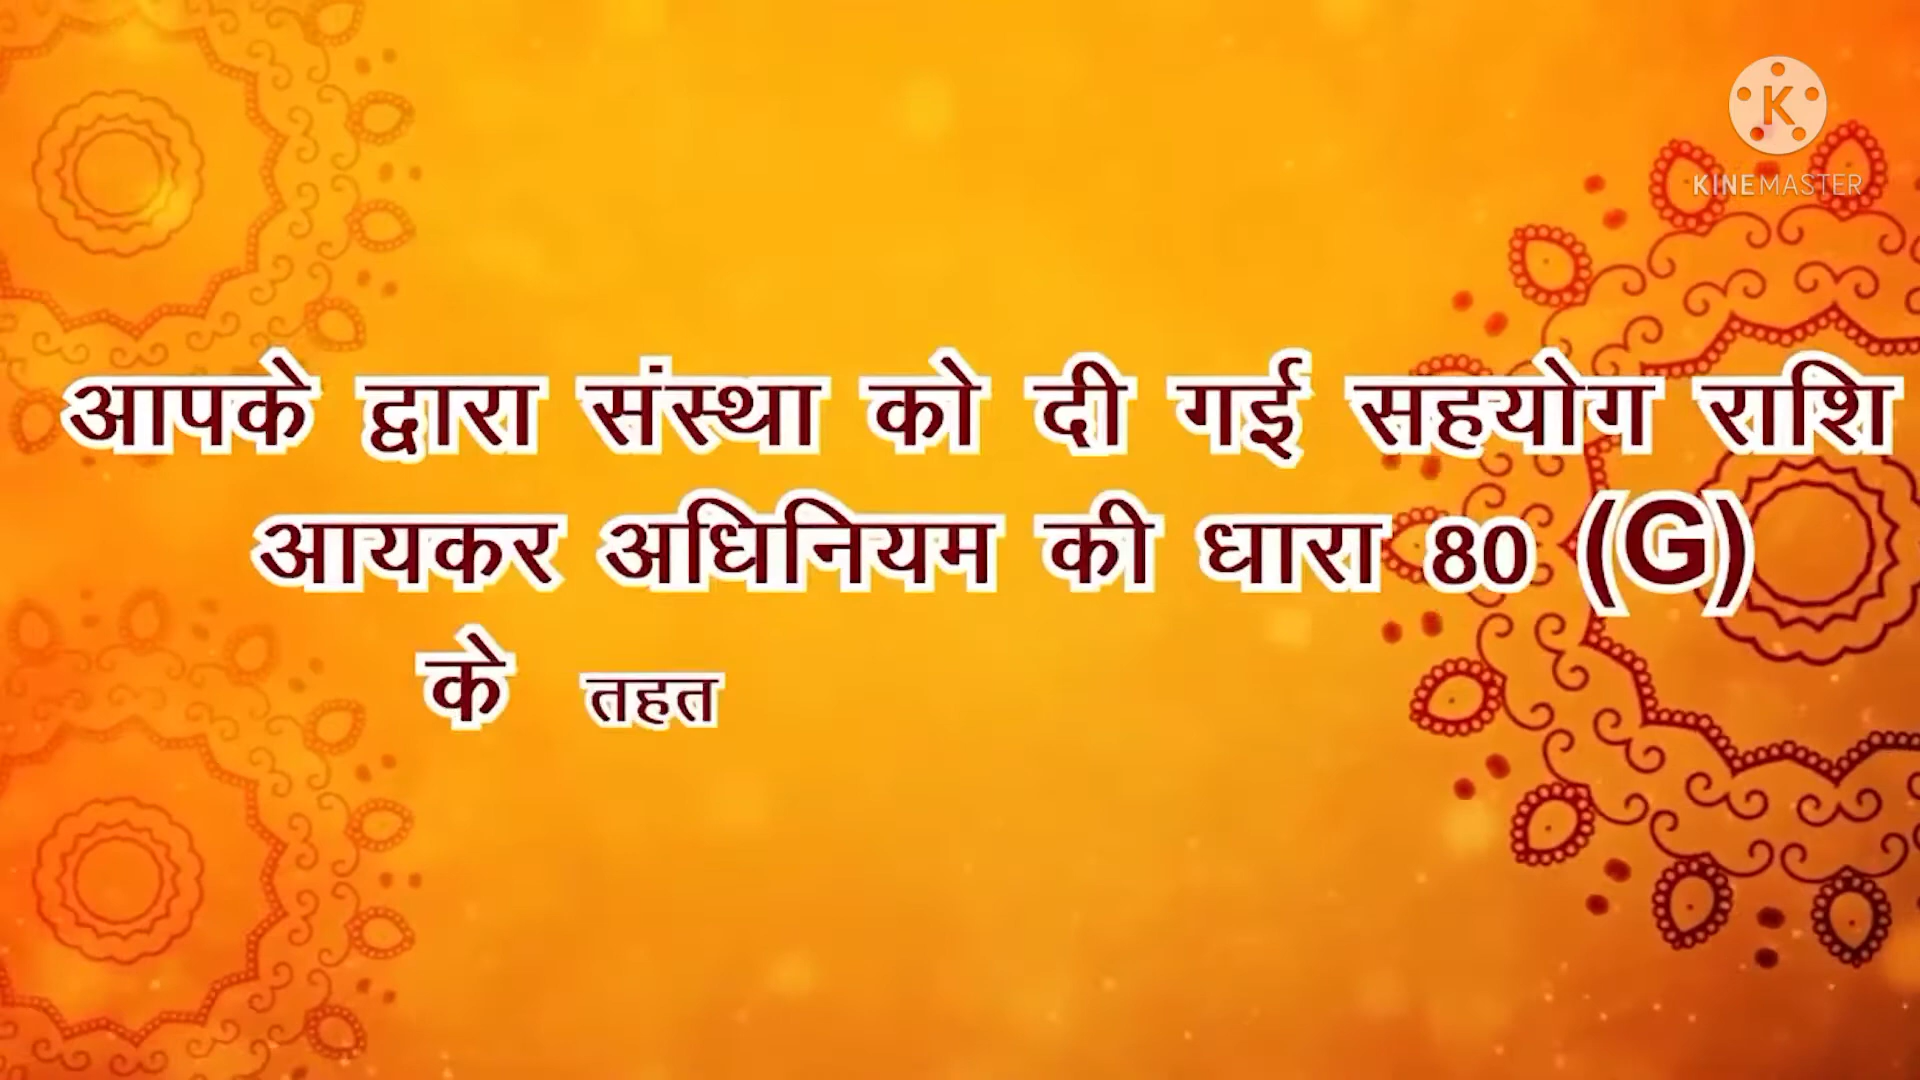 KINEMASTER
आपके द्वारा संस्था को दी गई सहयोग राशि
आयकर अधिनियम की धारा 80 (G)
के तहत